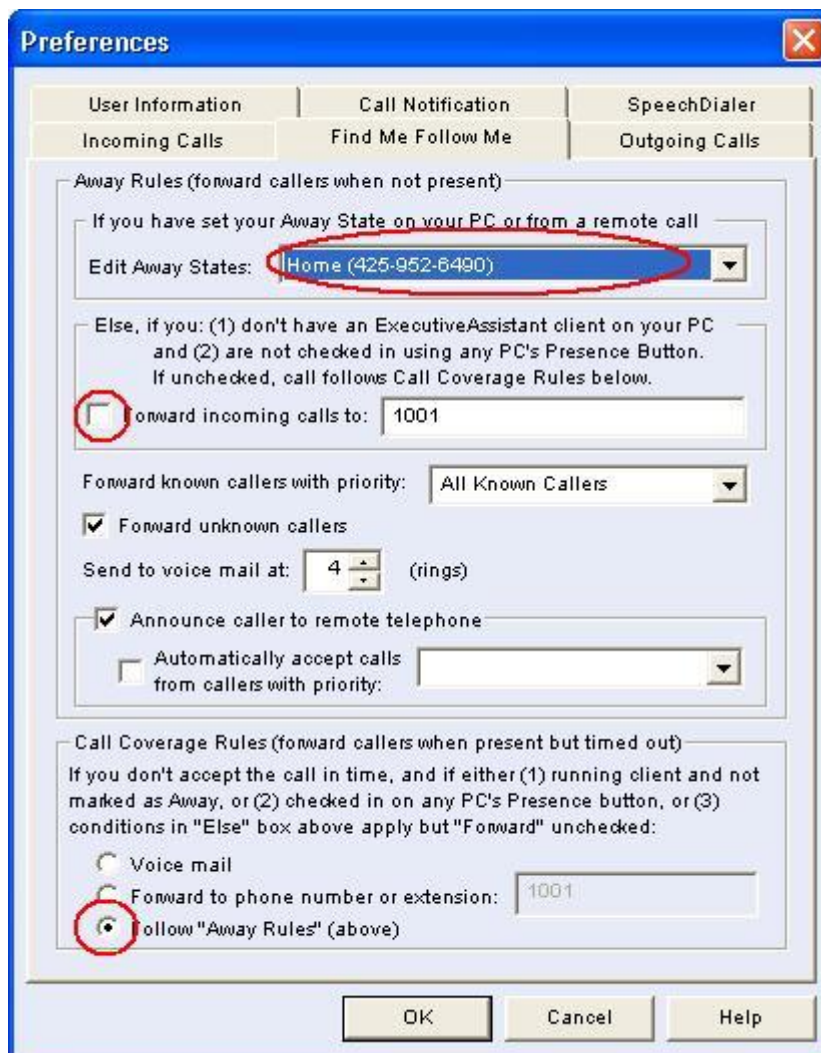 Preferences
User Information
Call Notification
SpeechDialer
Incoming Calls
Find Me Follow Me
Outgoing Calls
Away Rules (forward callers when not present)
If you have set your Away State on your PC or from a remote call
Edit Away States:
Home (425-952-6490)
Else, if you: (1) don't have an ExecutiveAssistant client on your PC
and (2) are not checked in using any PC's Presence Button.
If unchecked, call follows Call Coverage Rules below.
Forward incoming calls to:
1001
Forward known callers with priority:
All Known Callers
Forward unknown callers
Send to voice mail at:
4
(rings)
Announce caller to remote telephone
Automatically accept calls
from callers with priority:
Call Coverage Rules (forward callers when present but timed out)
If you don't accept the call in time, and if either (1) running client and not
marked as Away, or (2) checked in on any PC's Presence button, or (3)
conditions in "Else" box above apply but "Forward" unchecked:
Voice mail
Forward to phone number or extension:
1001
Follow "Away Rules" (above)
OK
Cancel
Help